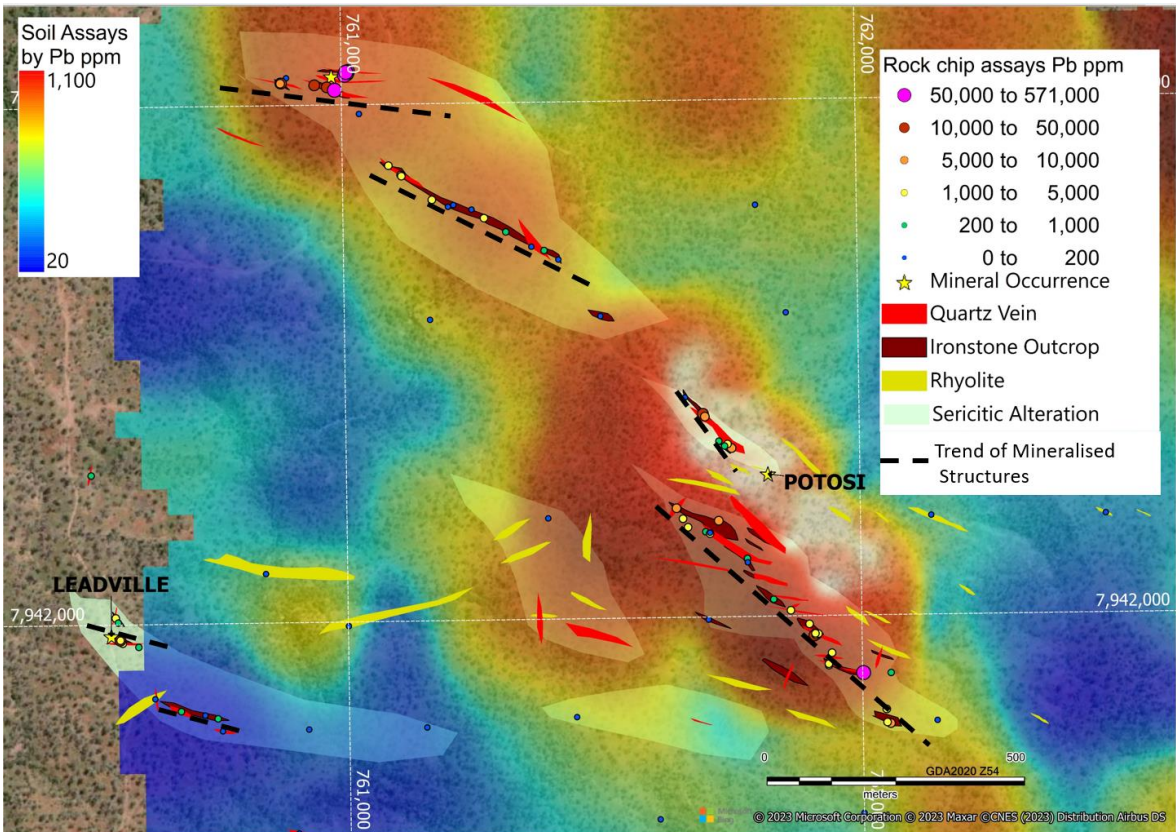 Soil Assays
by Pb ppm
1,100
20
761,000
762,000
Rock chip assays Pb ppm
50,000 to 571,000
10,000 to 50,000
5,000 to 10,000
1,000 to 5,000
200 to 1,000
0 to 200
Mineral Occurrence
Quartz Vein
Ironstone Outcrop
Rhyolite
Sericitic Alteration
Trend of Mineralised
Structures
POTOSI
LEADVILLE
7,942,000
7,942,000
0
500
GDA2020 Z54
meters
761,000
© 2023 Microsoft Corporation © 2023 Maxar ©CNES (2023) Distribution Airbus DS